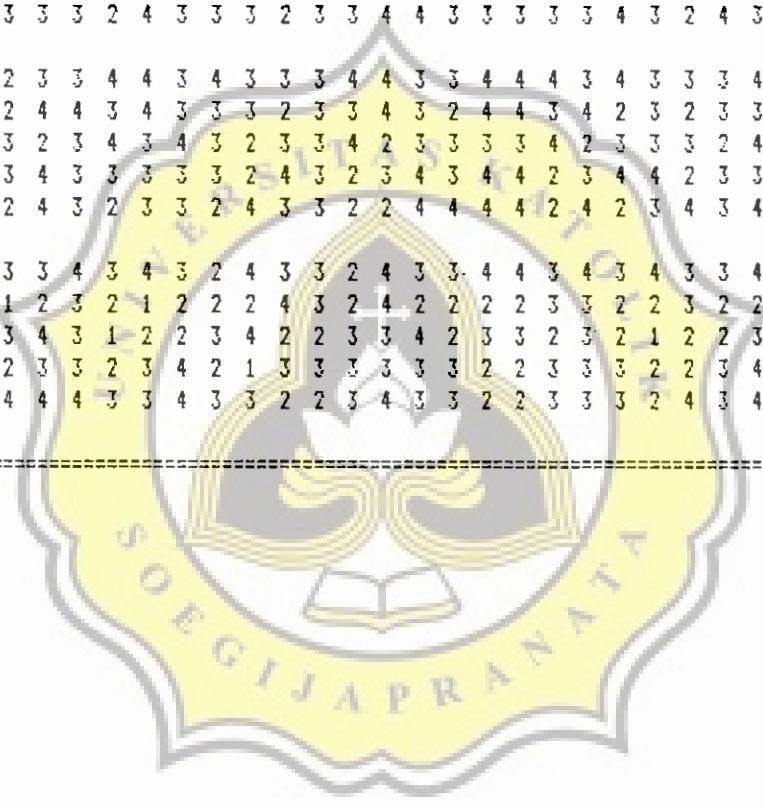 3 3 3 2 4 3 3 3 2 3 3 4 4 3 3 3 3 3 4 3 2 4 3
2 3 3 4 4 3 4 3 3 3 4 4 3 3 4 4 4 3 4 3 3 3 4
2 4 4 3 4 3 3 3 2 3 3 4 3 2 4 4 3 4 2 3 2 3 3
3 2 3 4 3 4 3 2 3 3 4 2 3 3 3 3 4 2 3 3 3 2 4
3 4 3 3 3 3 3 2 4 3 2 3 4 3 4 4 2 3 4 4 2 3 3
2 4 3 2 3 3 2 4 3 3 2 2 4 4 4 4 2 4 2 3 4 3 4
3 3 4 3 4 3 2 4 3 3 2 4 3 3 4 4 3 4 3 4 3 3 4
1 2 3 2 1 2 2 2 4 3 2 4 2 2 2 2 3 3 2 2 3 2 2
3 4 3 1 2 2 3 4 2 2 3 3 4 2 3 3 2 3 2 1 2 2 3
2 3 3 2 3 4 2 1 3 3 3 3 3 3 2 2 3 3 3 2 2 3 4
4 4 4 3 3 4 3 3 2 2 3 4 3 3 2 2 3 3 3 2 4 3 4
UNIVERSITAS KATOLIK
SOEGIJAPRANATA